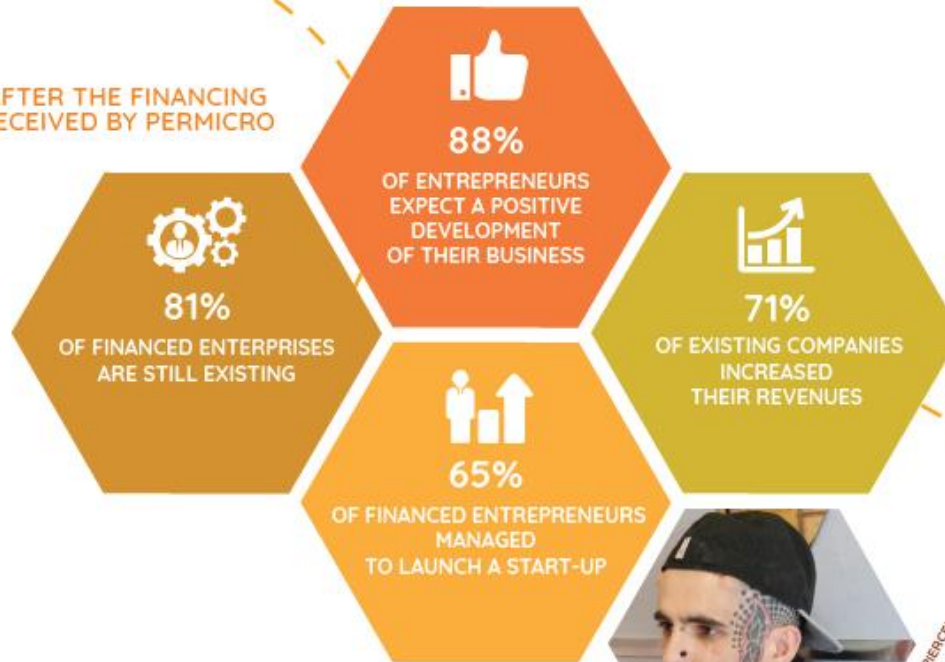 FTER THE FINANCING
ECEIVED BY PERMICRO
88%
OF ENTREPRENEURS
EXPECT A POSITIVE
DEVELOPMENT
OF THEIR BUSINESS
81%
OF FINANCED ENTERPRISES
ARE STILL EXISTING
71%
OF EXISTING COMPANIES
INCREASED
THEIR REVENUES
65%
OF FINANCED ENTREPRENEURS
MANAGED
TO LAUNCH A START-UP